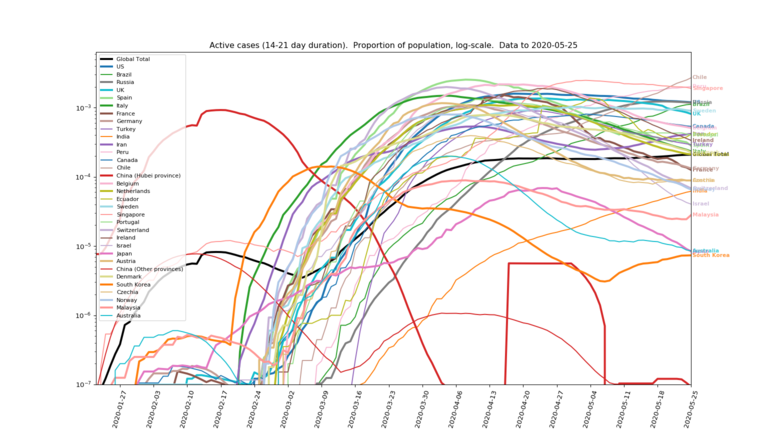 Active cases (14-21 day duration).  Proportion of population, log-scale.  Data to 2020-05-25
Global Total
US
Brazil
Russia
UK
Spain
Italy
France
Germany
Turkey
India
Iran
Peru
Canada
Chile
China (Hubei province)
Belgium
Netherlands
Ecuador
Sweden
Singapore
Portugal
Switzerland
Ireland
Israel
Japan
Austria
China (Other provinces)
Denmark
South Korea
Czechia
Norway
Malaysia
Australia
10⁻³
10⁻⁴
10⁻⁵
10⁻⁶
10⁻⁷
Chile
Singapore
UK
Canada
Ireland
Turkey
France
Israel
Malaysia
South Korea
2020-01-27
2020-02-03
2020-02-10
2020-02-17
2020-02-24
2020-03-02
2020-03-09
2020-03-16
2020-03-23
2020-03-30
2020-04-06
2020-04-13
2020-04-20
2020-04-27
2020-05-04
2020-05-11
2020-05-18
2020-05-25